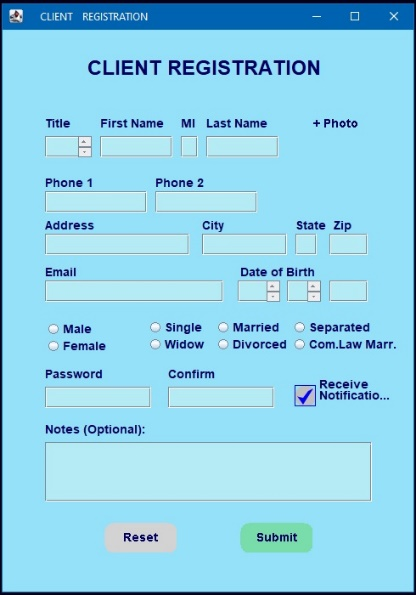 CLIENT REGISTRATION
CLIENT REGISTRATION
Title First Name MI Last Name + Photo
Phone 1 Phone 2
Address City State Zip
Email Date of Birth
Male Single Married Separated
Female Widow Divorced Com.Law Marr.
Password Confirm
Receive
Notificatio...
Notes (Optional):
Reset Submit